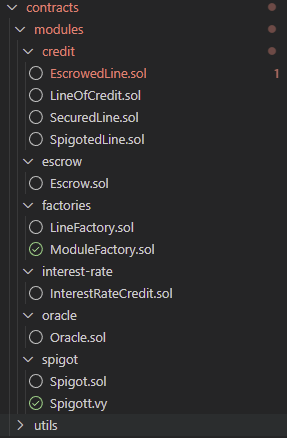 contracts
modules
credit
EscrowedLine.sol 1
LineOfCredit.sol
SecuredLine.sol
SpigotedLine.sol
escrow
Escrow.sol
factories
LineFactory.sol
ModuleFactory.sol
interest-rate
InterestRateCredit.sol
oracle
Oracle.sol
spigot
Spigot.sol
Spigott.vy
utils